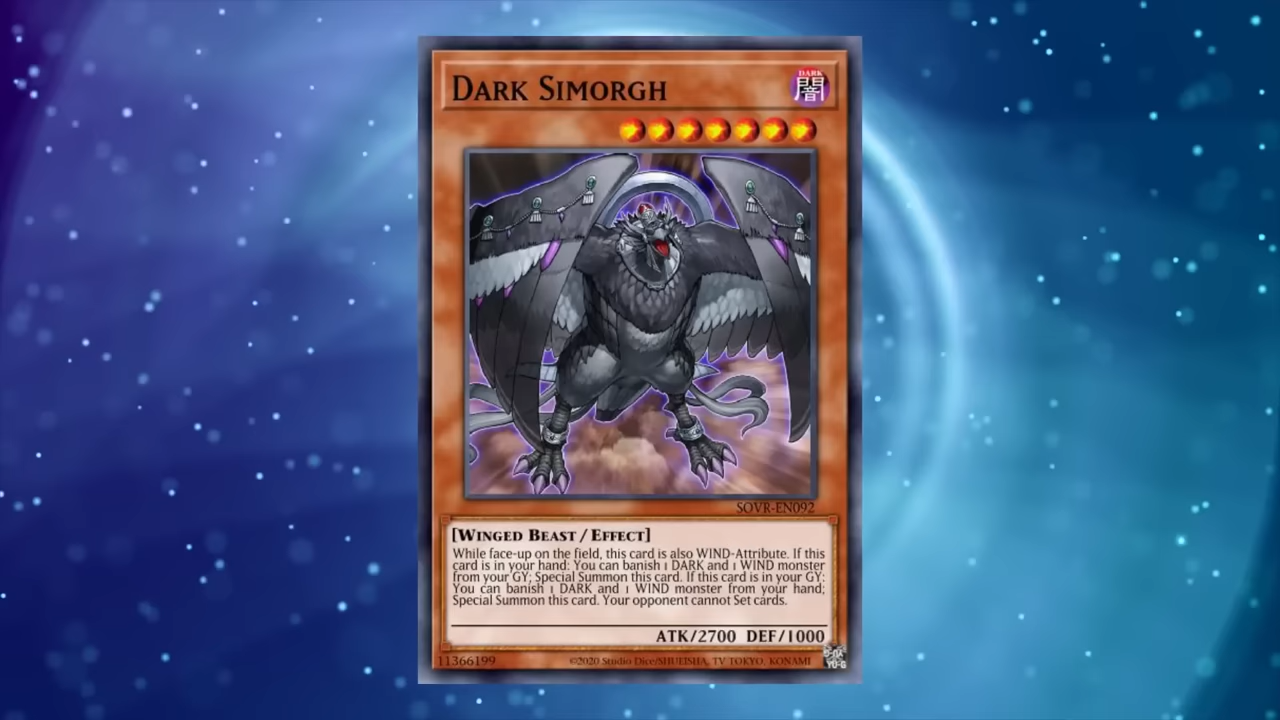 DARK SIMORGH
DARK
闇
SOVR-EN092
[WINGED BEAST / EFFECT]
While face-up on the field, this card is also WIND-Attribute. If this
card is in your hand: You can banish 1 DARK and 1 WIND monster
from your GY; Special Summon this card. If this card is in your GY:
You can banish 1 DARK and 1 WIND monster from your hand;
Special Summon this card. Your opponent cannot Set cards.
ATK/2700 DEF/1000
11366199
©2020 Studio Dice/SHUEISHA, TV TOKYO, KONAMI